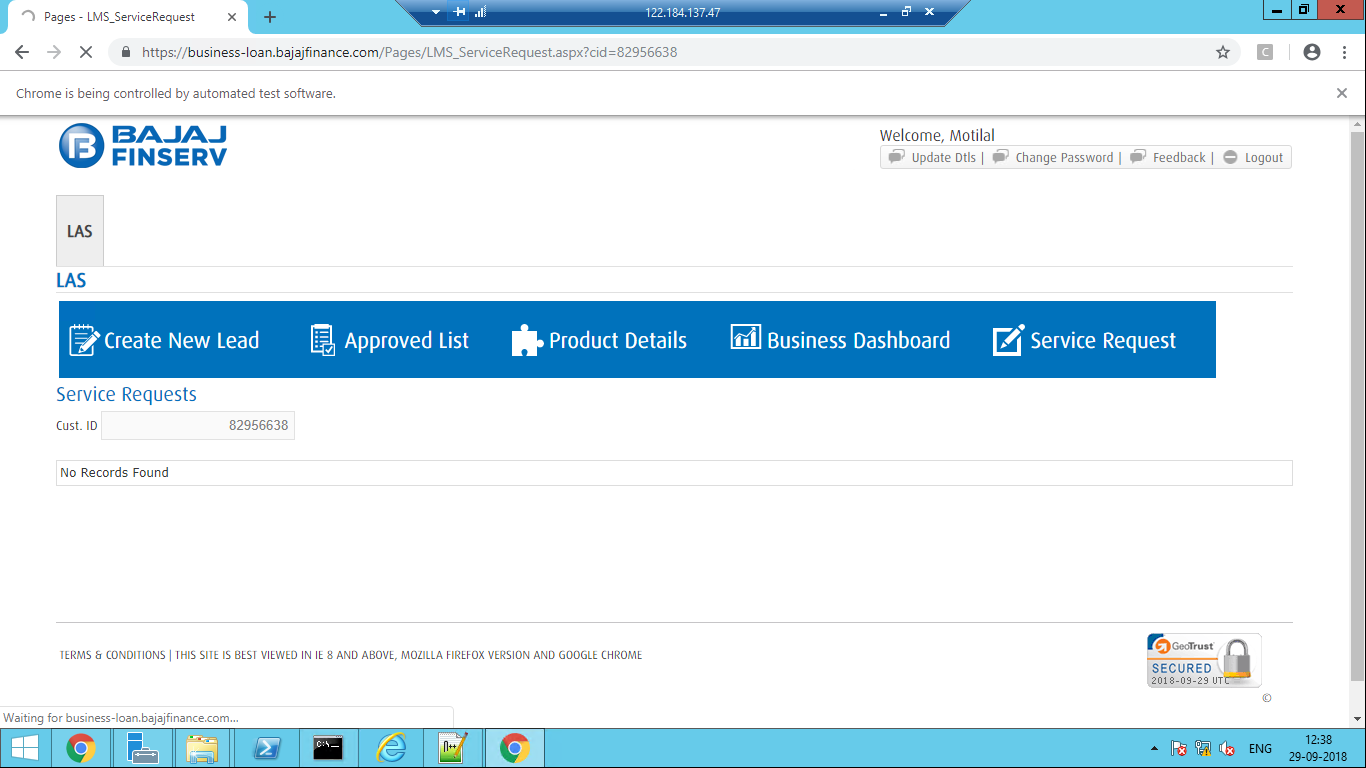 Pages - LMS_ServiceRequest
122.184.137.47
https://business-loan.bajajfinance.com/Pages/LMS_ServiceRequest.aspx?cid=82956638
C
Chrome is being controlled by automated test software.
BAJAJ
FINSERV
Welcome, Motilal
Update Dtls | Change Password | Feedback | Logout
LAS
LAS
Create New Lead Approved List Product Details Business Dashboard Service Request
Service Requests
Cust. ID 82956638
No Records Found
GeoTrust
SECURED
2018-09-29 UTC
TERMS & CONDITIONS | THIS SITE IS BEST VIEWED IN IE 8 AND ABOVE, MOZILLA FIREFOX VERSION AND GOOGLE CHROME
©
Waiting for business-loan.bajajfinance.com...
ENG
12:38
29-09-2018